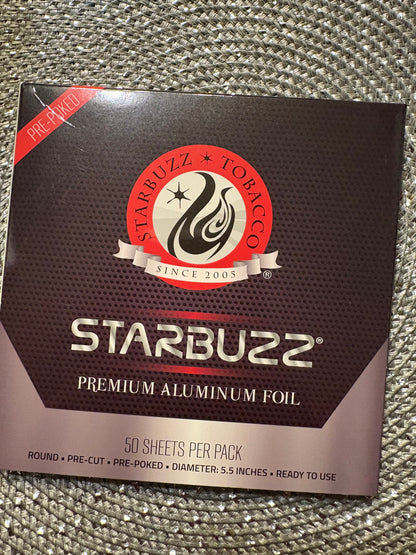 PRE-POKED
STARBUZZ ★ TOBACCO
SINCE 2005
®
STARBUZZ®
PREMIUM ALUMINUM FOIL
50 SHEETS PER PACK
ROUND • PRE-CUT • PRE-POKED • DIAMETER: 5.5 INCHES • READY TO USE